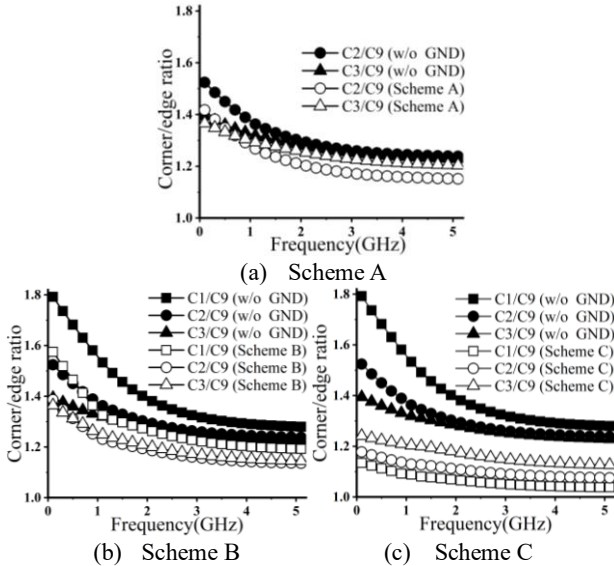 1.8
1.6
1.4
1.2
1.0
Corner/edge ratio
C2/C9 (w/o GND)
C3/C9 (w/o GND)
C2/C9 (Scheme A)
C3/C9 (Scheme A)
0 1 2 3 4 5
Frequency(GHz)
(a) Scheme A
1.8
1.6
1.4
1.2
1.0
Corner/edge ratio
C1/C9 (w/o GND)
C2/C9 (w/o GND)
C3/C9 (w/o GND)
C1/C9 (Scheme B)
C2/C9 (Scheme B)
C3/C9 (Scheme B)
0 1 2 3 4 5
Frequency(GHz)
(b) Scheme B
1.8
1.6
1.4
1.2
1.0
Corner/edge ratio
C1/C9 (w/o GND)
C2/C9 (w/o GND)
C3/C9 (w/o GND)
C1/C9 (Scheme C)
C2/C9 (Scheme C)
C3/C9 (Scheme C)
0 1 2 3 4 5
Frequency(GHz)
(c) Scheme C